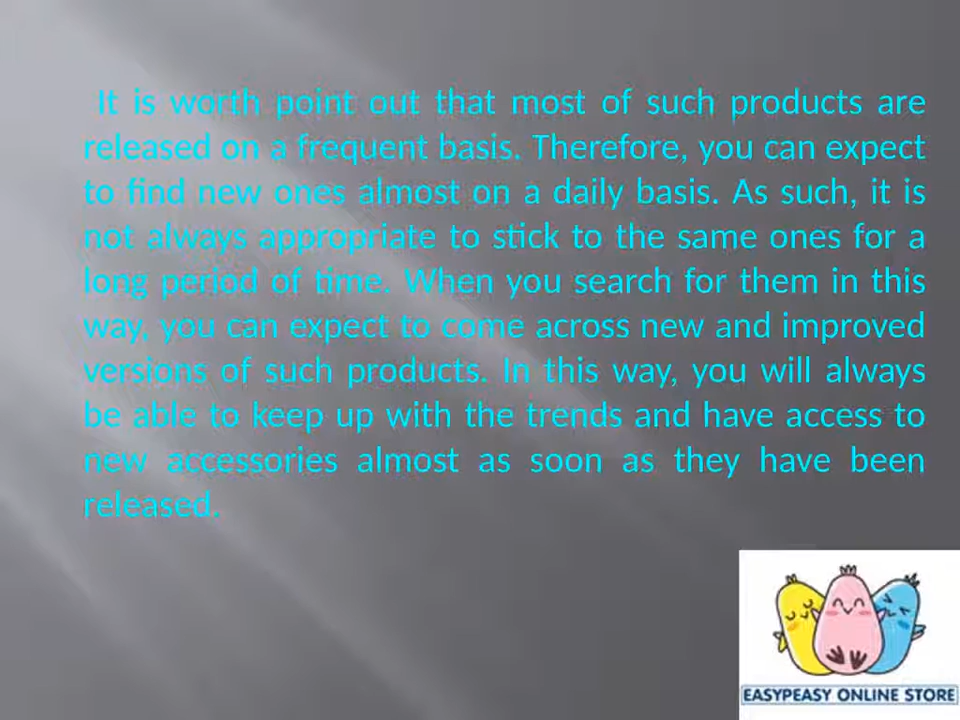 It is worth point out that most of such products are
released on a frequent basis. Therefore, you can expect
to find new ones almost on a daily basis. As such, it is
not always appropriate to stick to the same ones for a
long period of time. When you search for them in this
way, you can expect to come across new and improved
versions of such products. In this way, you will always
be able to keep up with the trends and have access to
new accessories almost as soon as they have been
released.
EASYPEASY ONLINE STORE